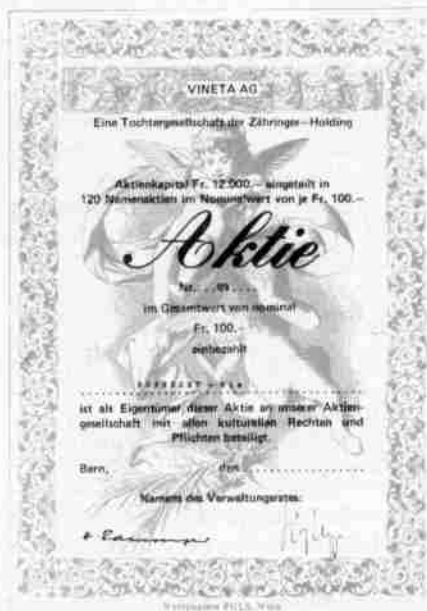 VINETA AG
Eine Tochtergesellschaft der Zähringer-Holding
Aktienkapital Fr. 12'000.– eingeteilt in
120 Namenaktien im Nominalwert von je Fr. 100.–
Aktie
Nr.
im Gesamtwert von nominal
Fr. 100.–
einbezahlt
ist als Eigentümer dieser Aktie an unserer Aktien-
gesellschaft mit allen kulturellen Rechten und
Pflichten beteiligt.
Bern, den
Namens des Verwaltungsrates: